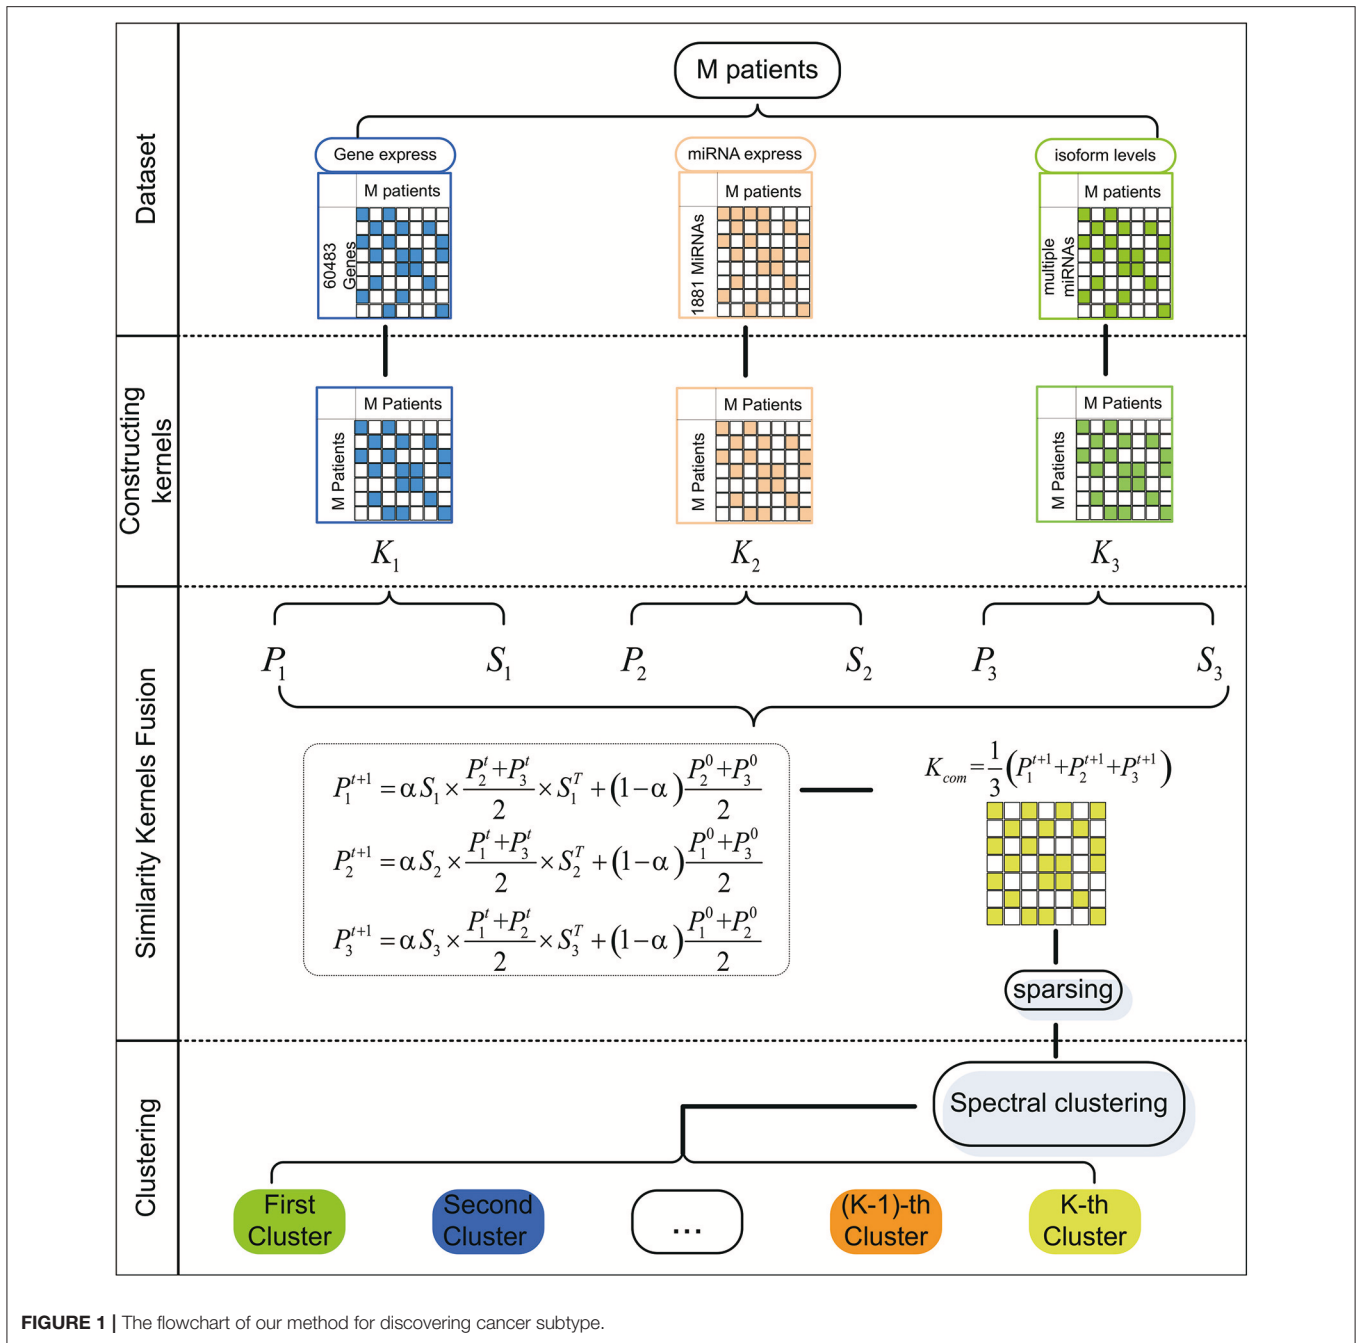 M patients
Dataset
Gene express
miRNA express
isoform levels
M patients
M patients
M patients
60483
Genes
1881 MiRNAs
multiple
miRNAs
Constructing
kernels
M Patients
M Patients
M Patients
M Patients
M Patients
M Patients
K₁
K₂
K₃
Similarity Kernels Fusion
P₁
S₁
P₂
S₂
P₃
S₃
P₁^{t+1} = α S₁ × (P₂^t + P₃^t)/2 × S₁^T + (1−α) (P₂^0 + P₃^0)/2
P₂^{t+1} = α S₂ × (P₁^t + P₃^t)/2 × S₂^T + (1−α) (P₁^0 + P₃^0)/2
P₃^{t+1} = α S₃ × (P₁^t + P₂^t)/2 × S₃^T + (1−α) (P₁^0 + P₂^0)/2
K_{com} = 1/3 (P₁^{t+1} + P₂^{t+1} + P₃^{t+1})
sparsing
Clustering
Spectral clustering
First
Cluster
Second
Cluster
...
(K-1)-th
Cluster
K-th
Cluster
FIGURE 1 | The flowchart of our method for discovering cancer subtype.